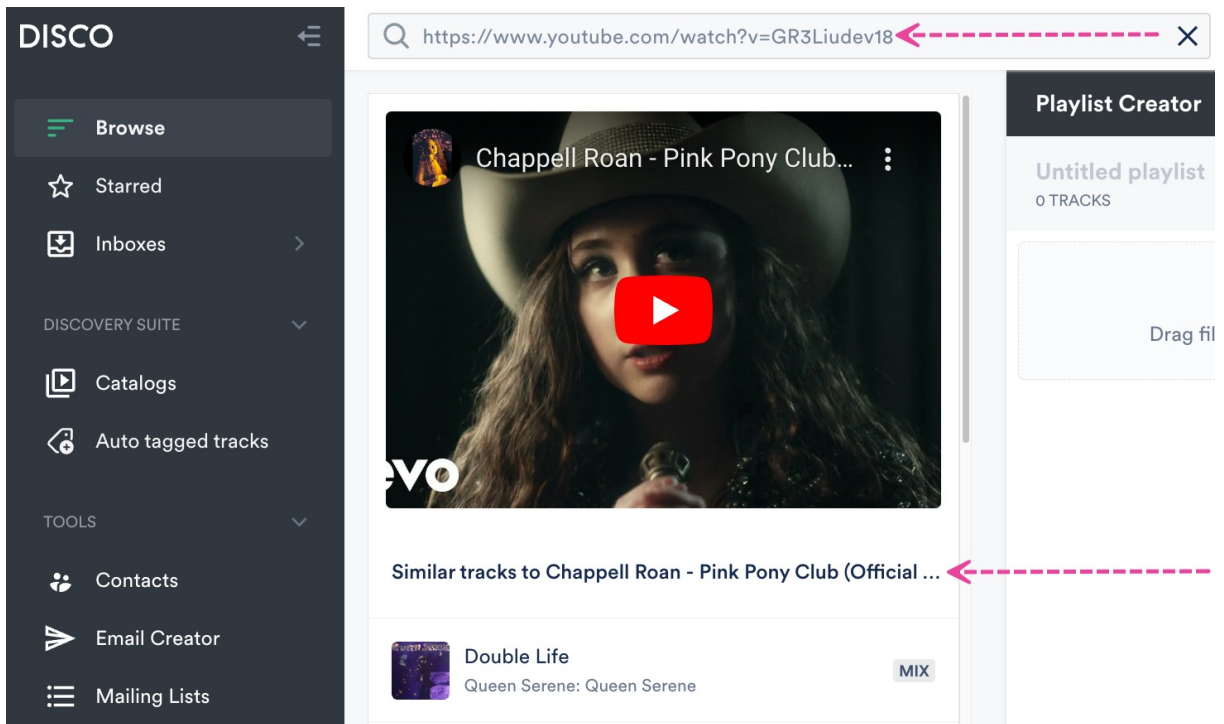 DISCO
Browse
Starred
Inboxes
DISCOVERY SUITE
Catalogs
Auto tagged tracks
TOOLS
Contacts
Email Creator
Mailing Lists
https://www.youtube.com/watch?v=GR3Liudev18
Chappell Roan - Pink Pony Club...
evo
Similar tracks to Chappell Roan - Pink Pony Club (Official ...
Double Life
Queen Serene: Queen Serene
MIX
Playlist Creator
Untitled playlist
0 TRACKS
Drag fil